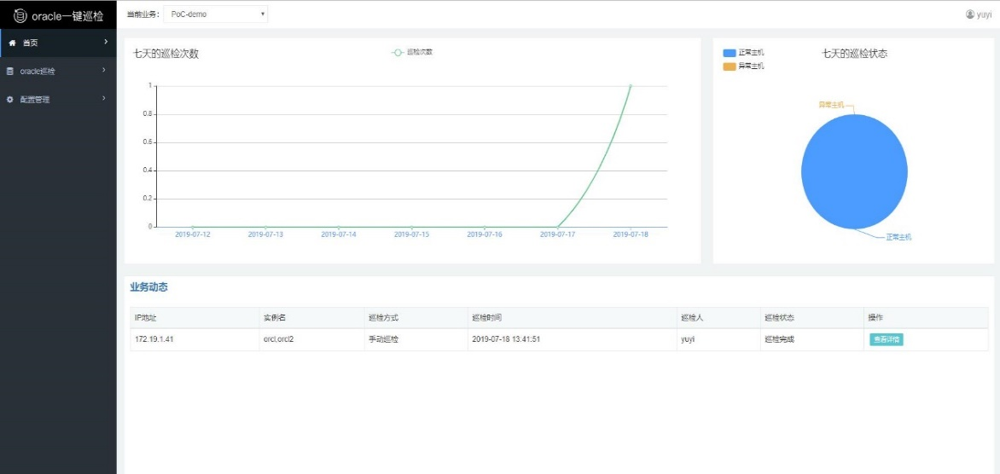 oracle一键巡检
当前业务： PoC-demo
yuyi
首页
oracle巡检
配置管理
七天的巡检次数
巡检次数
1
0.8
0.6
0.4
0.2
0
2019-07-12 2019-07-13 2019-07-14 2019-07-15 2019-07-16 2019-07-17 2019-07-18
正常主机
异常主机
七天的巡检状态
异常主机
正常主机
业务动态
IP地址 实例名 巡检方式 巡检时间 巡检人 巡检状态 操作
172.19.1.41 orcl,orcl2 手动巡检 2019-07-18 13:41:51 yuyi 巡检完成 查看详情